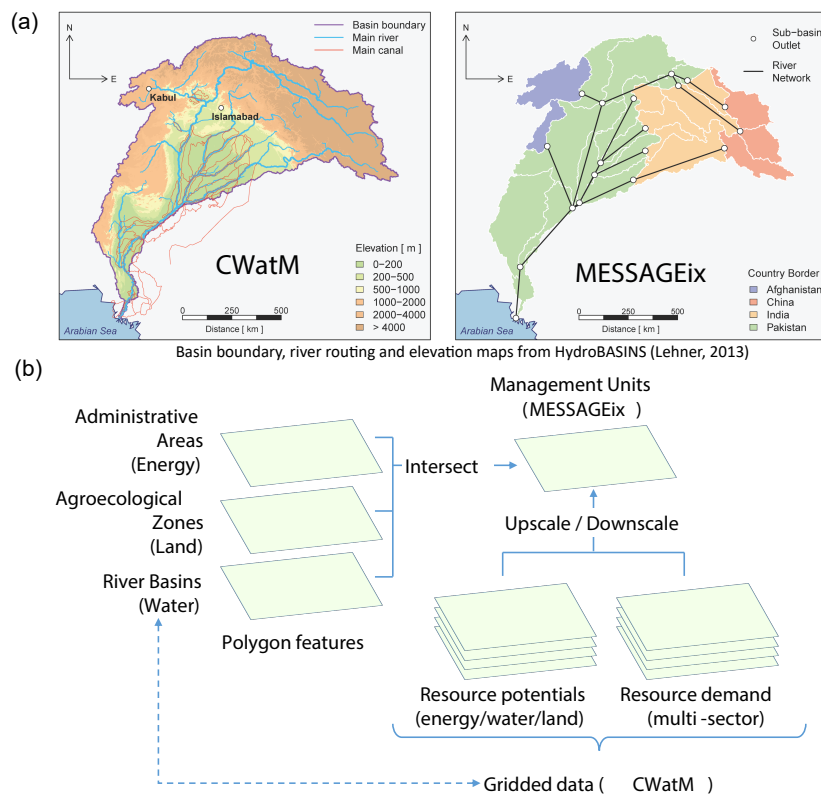 (a)
N
E
Basin boundary
Main river
Main canal
Kabul
Islamabad
CWatM
Elevation [ m ]
0–200
200–500
500–1000
1000–2000
2000–4000
> 4000
Arabian Sea
0 250 500
Distance [ km ]
N
E
Sub-basin
Outlet
River
Network
MESSAGEix
Country Border
Afghanistan
China
India
Pakistan
Arabian Sea
0 250 500
Distance [ km ]
Basin boundary, river routing and elevation maps from HydroBASINS (Lehner, 2013)
(b)
Management Units
(MESSAGEix )
Administrative
Areas
(Energy)
Intersect
Agroecological
Zones
(Land)
Upscale / Downscale
River Basins
(Water)
Polygon features
Resource potentials
(energy/water/land)
Resource demand
(multi -sector)
Gridded data ( CWatM )